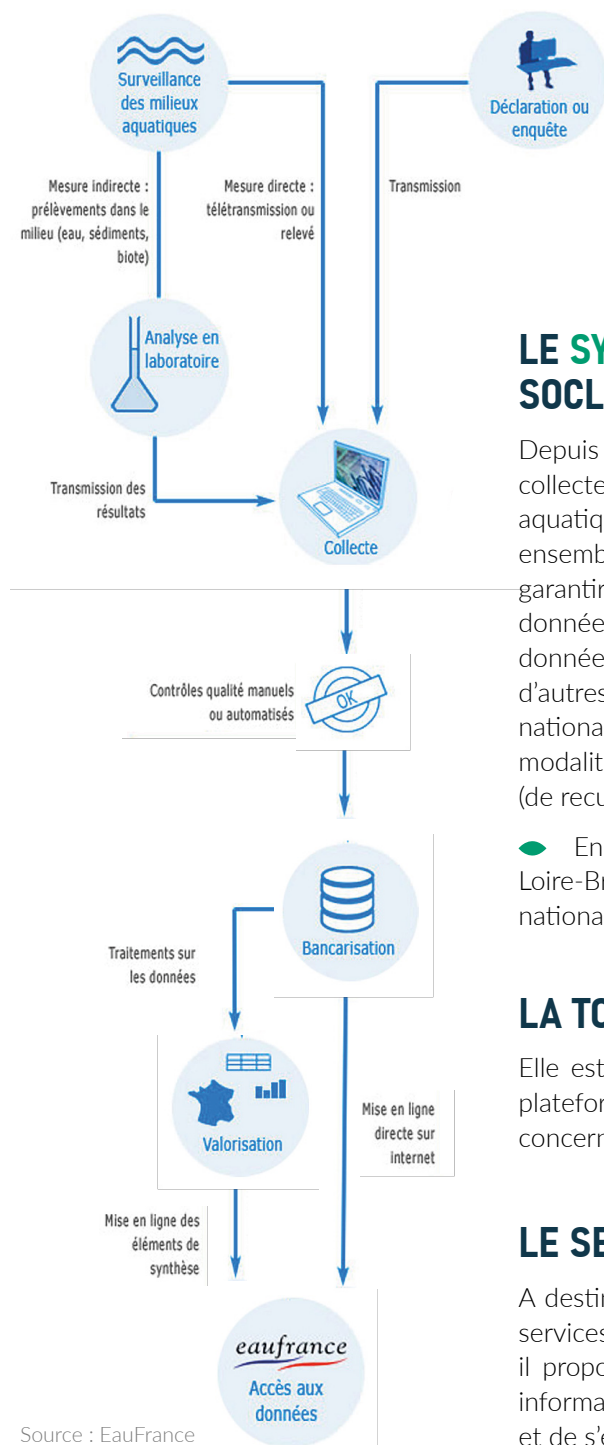 Surveillance
des milieux
aquatiques
Déclaration ou
enquête
Mesure indirecte :
prélèvements dans le
milieu (eau, sédiments,
biote)
Mesure directe :
télétransmission ou
relevé
Transmission
Analyse en
laboratoire
Transmission des
résultats
Collecte
Contrôles qualité manuels
ou automatisés
OK
Bancarisation
Traitements sur
les données
Valorisation
Mise en ligne
directe sur
internet
Mise en ligne des
éléments de
synthèse
eaufrance
Accès aux
données
Source : EauFrance
LE SY
SOCL
Depuis
collecte
aquatiq
ensemb
garantir
donnée
donnée
d’autres
nationa
modalit
(de recu
En
Loire-Br
nationa
LA TO
Elle est
platefor
concern
LE SE
A destin
services
il propo
informa
et de s’é